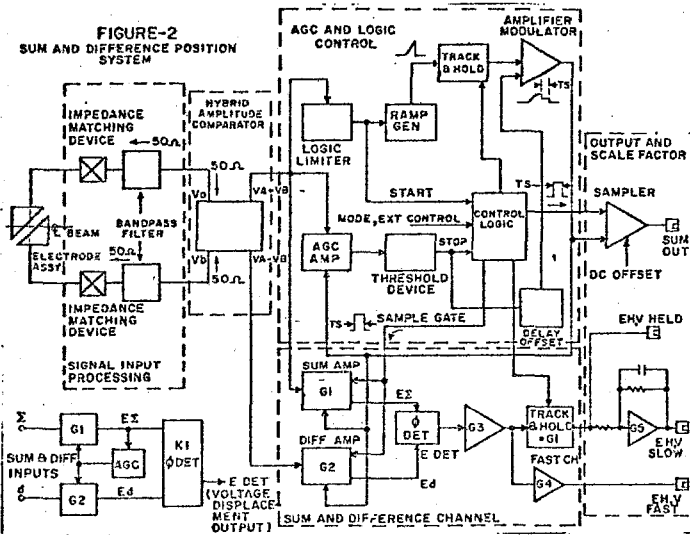 FIGURE-2
SUM AND DIFFERENCE POSITION
SYSTEM
IMPEDANCE
MATCHING
DEVICE
50Ω
BEAM
ELECTRODE
ASSY.
BANDPASS
FILTER
50Ω
IMPEDANCE
MATCHING
DEVICE
SIGNAL INPUT
PROCESSING
HYBRID
AMPLITUDE
COMPARATOR
50Ω
Va
Vb
50Ω
VA-VB
VA-VB
AGC AND LOGIC
CONTROL
AMPLIFIER
MODULATOR
TRACK
& HOLD
TS
LOGIC
LIMITER
RAMP
GEN
START
MODE, EXT CONTROL
CONTROL
LOGIC
TS
AGC
AMP
STOP
THRESHOLD
DEVICE
TS
SAMPLE GATE
DELAY
OFFSET
OUTPUT AND
SCALE FACTOR
SAMPLER
SUM
OUT
DC OFFSET
EHV HELD
SUM AMP
G1
EΣ
DIFF AMP
G2
Ed
Φ
DET
E DET
G3
TRACK
& HOLD
•G1
FAST CH
G4
G5
EHV
SLOW
EH.V
FAST
SUM AND DIFFERENCE CHANNEL
Σ
G1
EΣ
SUM & DIFF
INPUTS
AGC
K1
ΦDET
d
G2
Ed
E DET
(VOLTAGE
DISPLACE
MENT
OUTPUT)